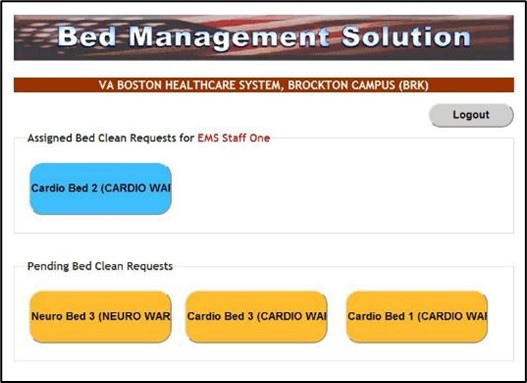 Bed Management Solution
VA BOSTON HEALTHCARE SYSTEM, BROCKTON CAMPUS (BRK)
Logout
Assigned Bed Clean Requests for EMS Staff One
Cardio Bed 2 (CARDIO WAI
Pending Bed Clean Requests
Neuro Bed 3 (NEURO WAR
Cardio Bed 3 (CARDIO WAI
Cardio Bed 1 (CARDIO WAI